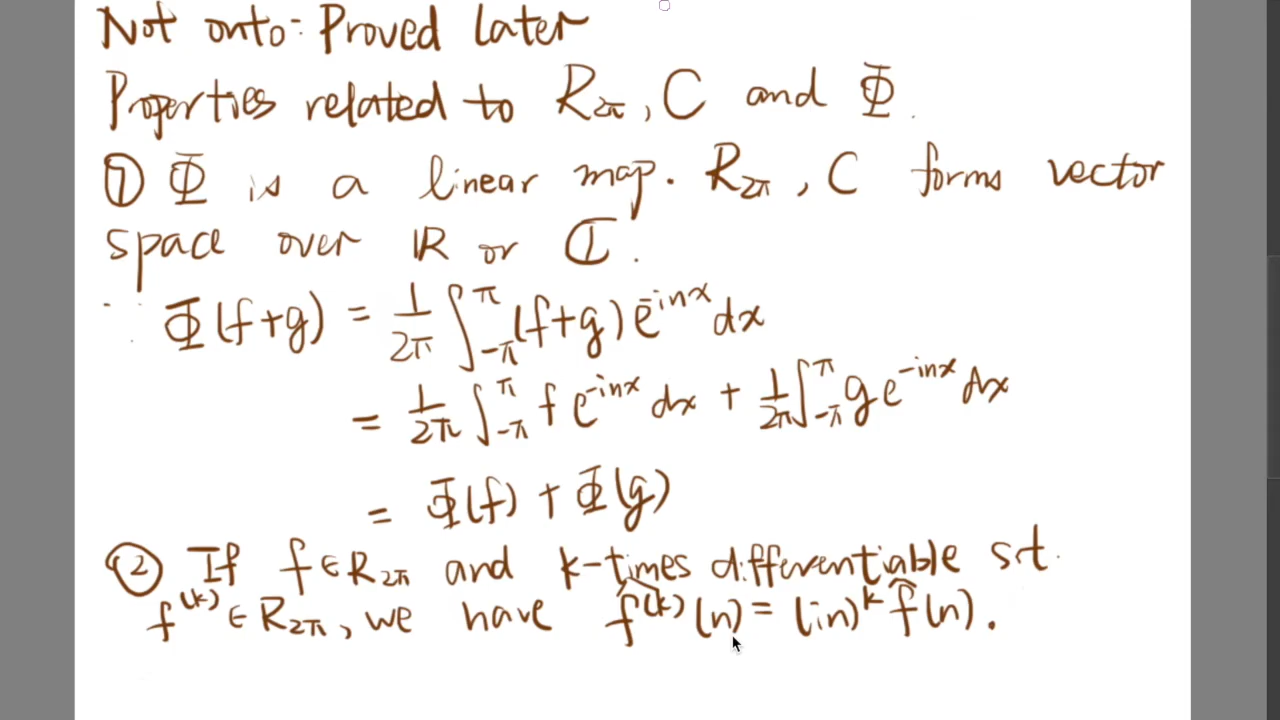 Not onto: Proved later
Properties related to R₂π, C and Φ.
① Φ is a linear map. R₂π, C forms vector
space over ℝ or ℂ.
∵ Φ(f+g) = 1/2π ∫_{-π}^{π} (f+g) e^{-inx} dx
= 1/2π ∫_{-π}^{π} f e^{-inx} dx + 1/2π ∫_{-π}^{π} g e^{-inx} dx
= Φ(f) + Φ(g)
② If f ∈ R₂π and k-times differentiable s.t.
f^{(k)} ∈ R₂π, we have \widehat{f^{(k)}}(n) = (in)^k \widehat{f}(n).